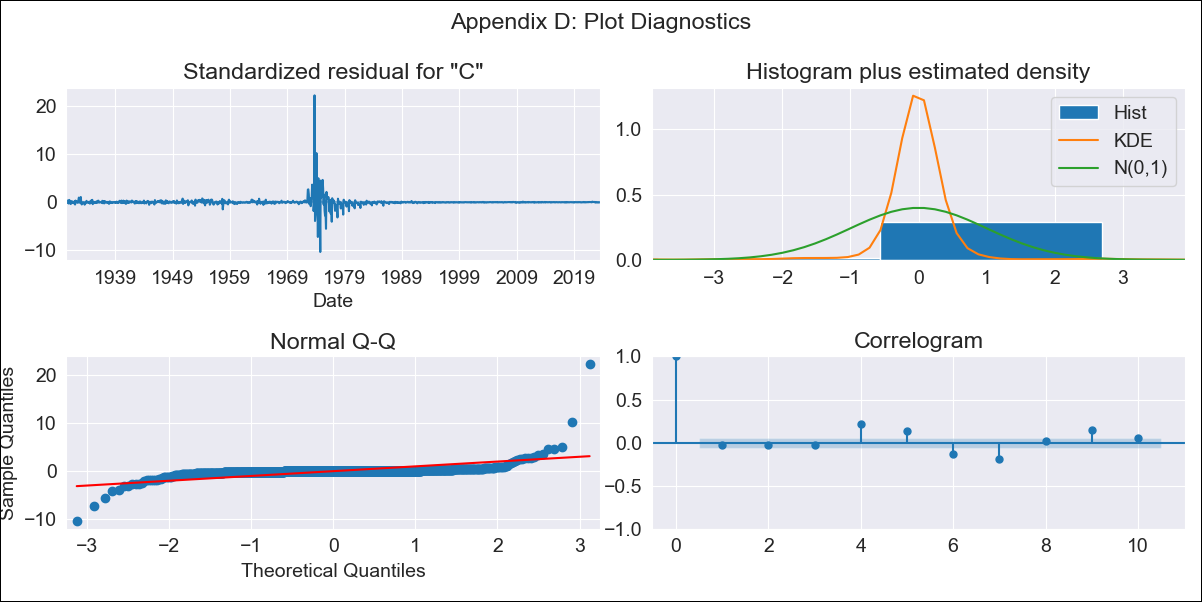 Appendix D: Plot Diagnostics
Standardized residual for "C"
20
10
0
−10
1939 1949 1959 1969 1979 1989 1999 2009 2019
Date
Histogram plus estimated density
1.0
0.5
0.0
−3 −2 −1 0 1 2 3
Hist
KDE
N(0,1)
Normal Q-Q
Sample Quantiles
20
10
0
−10
−3 −2 −1 0 1 2 3
Theoretical Quantiles
Correlogram
1.0
0.5
0.0
−0.5
−1.0
0 2 4 6 8 10